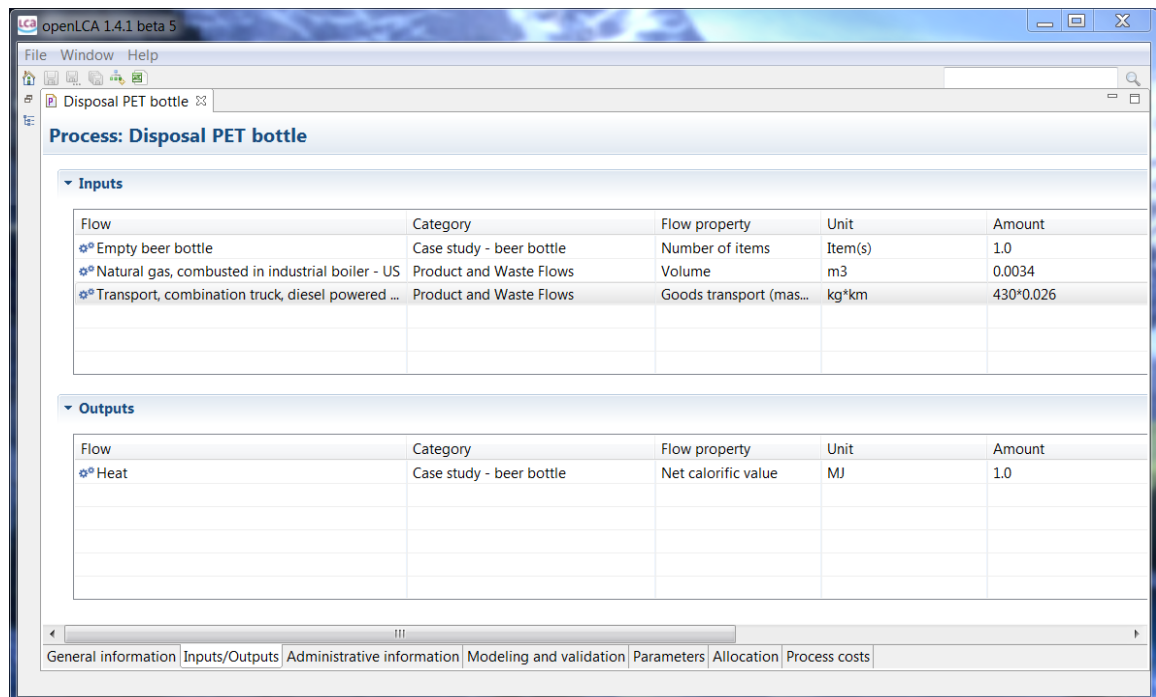 LCA openLCA 1.4.1 beta 5
File Window Help
P Disposal PET bottle
Process: Disposal PET bottle
Inputs
Flow Category Flow property Unit Amount
Empty beer bottle Case study - beer bottle Number of items Item(s) 1.0
Natural gas, combusted in industrial boiler - US Product and Waste Flows Volume m3 0.0034
Transport, combination truck, diesel powered ... Product and Waste Flows Goods transport (mas... kg*km 430*0.026
Outputs
Flow Category Flow property Unit Amount
Heat Case study - beer bottle Net calorific value MJ 1.0
General information Inputs/Outputs Administrative information Modeling and validation Parameters Allocation Process costs